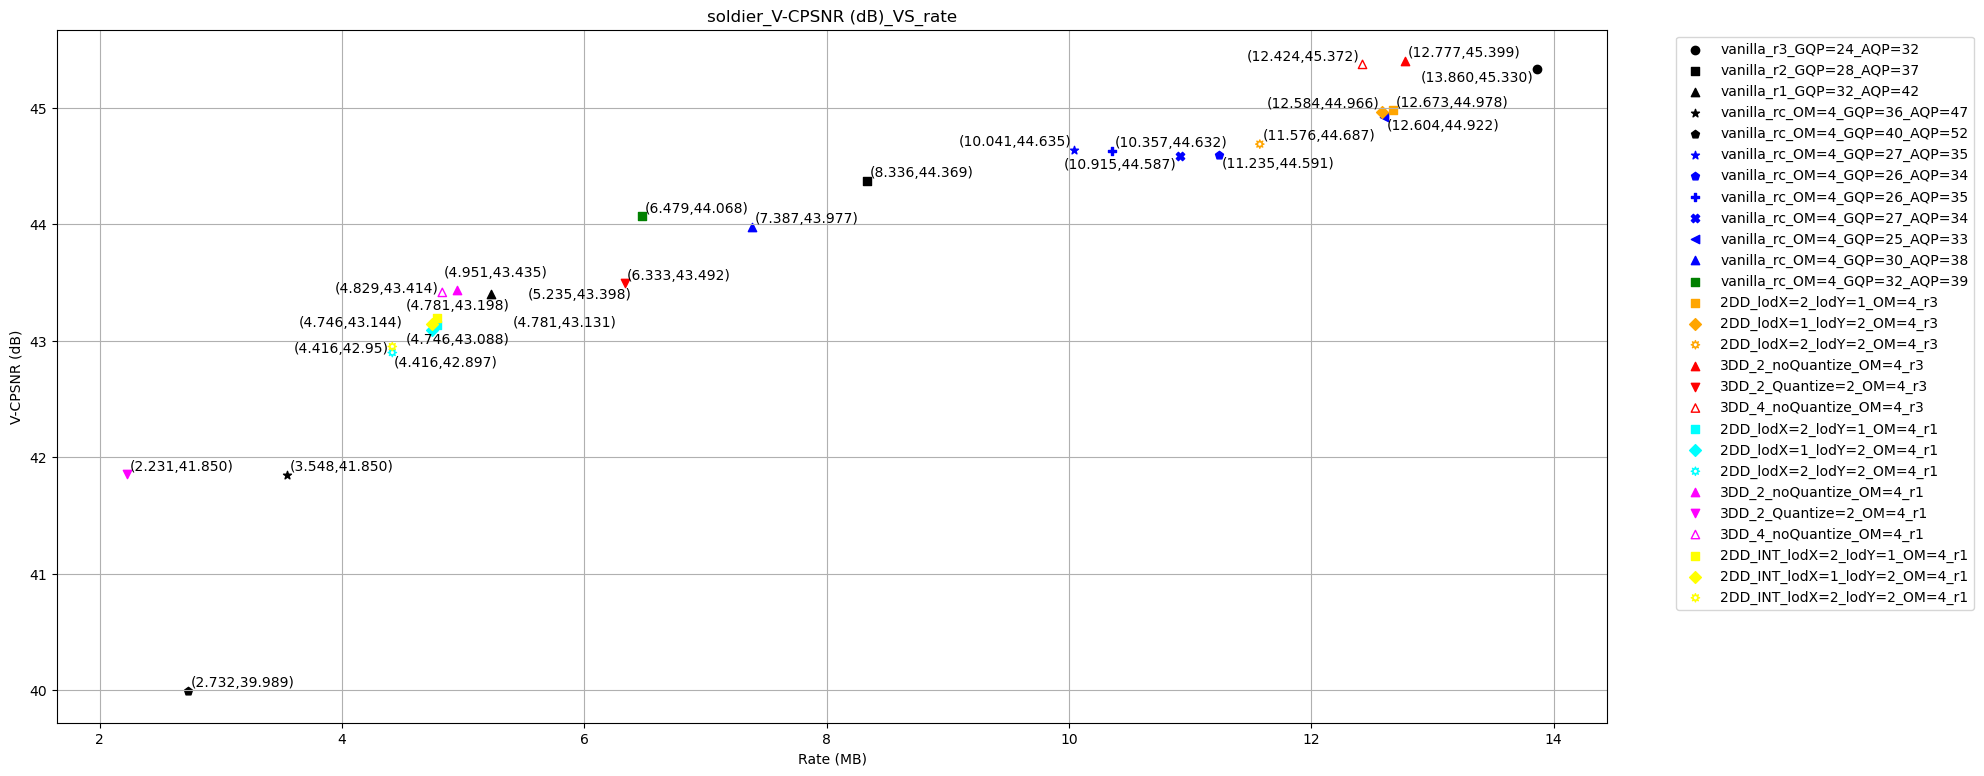 soldier_V-CPSNR (dB)_VS_rate
V-CPSNR (dB)
45
44
43
42
41
40
(12.424,45.372)
(12.777,45.399)
(13.860,45.330)
(12.584,44.966)
(12.673,44.978)
(12.604,44.922)
(10.041,44.635)
(10.357,44.632)
(11.576,44.687)
(10.915,44.587)
(11.235,44.591)
(8.336,44.369)
(6.479,44.068)
(7.387,43.977)
(4.951,43.435)
(6.333,43.492)
(4.829,43.414)
(5.235,43.398)
(4.781,43.198)
(4.746,43.144)
(4.781,43.131)
(4.746,43.088)
(4.416,42.95)
(4.416,42.897)
(2.231,41.850)
(3.548,41.850)
(2.732,39.989)
2
4
6
8
10
12
14
Rate (MB)
vanilla_r3_GQP=24_AQP=32
vanilla_r2_GQP=28_AQP=37
vanilla_r1_GQP=32_AQP=42
vanilla_rc_OM=4_GQP=36_AQP=47
vanilla_rc_OM=4_GQP=40_AQP=52
vanilla_rc_OM=4_GQP=27_AQP=35
vanilla_rc_OM=4_GQP=26_AQP=34
vanilla_rc_OM=4_GQP=26_AQP=35
vanilla_rc_OM=4_GQP=27_AQP=34
vanilla_rc_OM=4_GQP=25_AQP=33
vanilla_rc_OM=4_GQP=30_AQP=38
vanilla_rc_OM=4_GQP=32_AQP=39
2DD_lodX=2_lodY=1_OM=4_r3
2DD_lodX=1_lodY=2_OM=4_r3
2DD_lodX=2_lodY=2_OM=4_r3
3DD_2_noQuantize_OM=4_r3
3DD_2_Quantize=2_OM=4_r3
3DD_4_noQuantize_OM=4_r3
2DD_lodX=2_lodY=1_OM=4_r1
2DD_lodX=1_lodY=2_OM=4_r1
2DD_lodX=2_lodY=2_OM=4_r1
3DD_2_noQuantize_OM=4_r1
3DD_2_Quantize=2_OM=4_r1
3DD_4_noQuantize_OM=4_r1
2DD_INT_lodX=2_lodY=1_OM=4_r1
2DD_INT_lodX=1_lodY=2_OM=4_r1
2DD_INT_lodX=2_lodY=2_OM=4_r1